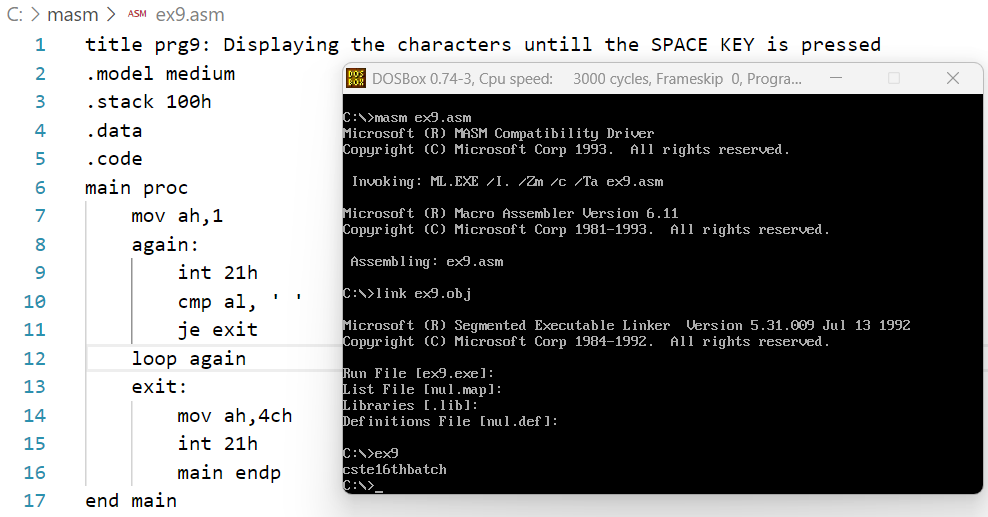 C: > masm > ASM ex9.asm
1 title prg9: Displaying the characters untill the SPACE KEY is pressed
2 .model medium
3 .stack 100h
4 .data
5 .code
6 main proc
7 mov ah,1
8 again:
9 int 21h
10 cmp al, ' '
11 je exit
12 loop again
13 exit:
14 mov ah,4ch
15 int 21h
16 main endp
17 end main
DOS BOX
DOSBox 0.74-3, Cpu speed: 3000 cycles, Frameskip 0, Progra...
C:\>masm ex9.asm
Microsoft (R) MASM Compatibility Driver
Copyright (C) Microsoft Corp 1993. All rights reserved.
Invoking: ML.EXE /I. /Zm /c /Ta ex9.asm
Microsoft (R) Macro Assembler Version 6.11
Copyright (C) Microsoft Corp 1981-1993. All rights reserved.
Assembling: ex9.asm
C:\>link ex9.obj
Microsoft (R) Segmented Executable Linker Version 5.31.009 Jul 13 1992
Copyright (C) Microsoft Corp 1984-1992. All rights reserved.
Run File [ex9.exe]:
List File [nul.map]:
Libraries [.lib]:
Definitions File [nul.def]:
C:\>ex9
cste16thbatch
C:\>_